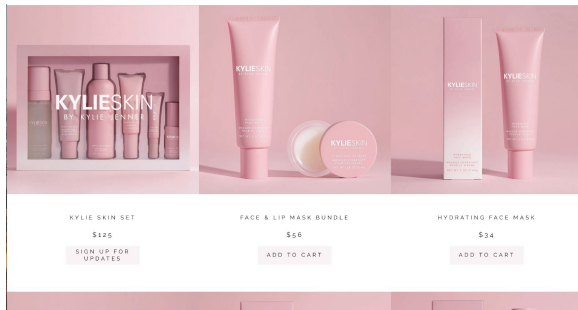 KYLIESKIN
BY KYLIE JENNER
KYLIESKIN
KYLIESKIN
KYLIESKIN
KYLIESKIN
KYLIE SKIN SET
FACE & LIP MASK BUNDLE
HYDRATING FACE MASK
$125
$56
$34
SIGN UP FOR
UPDATES
ADD TO CART
ADD TO CART